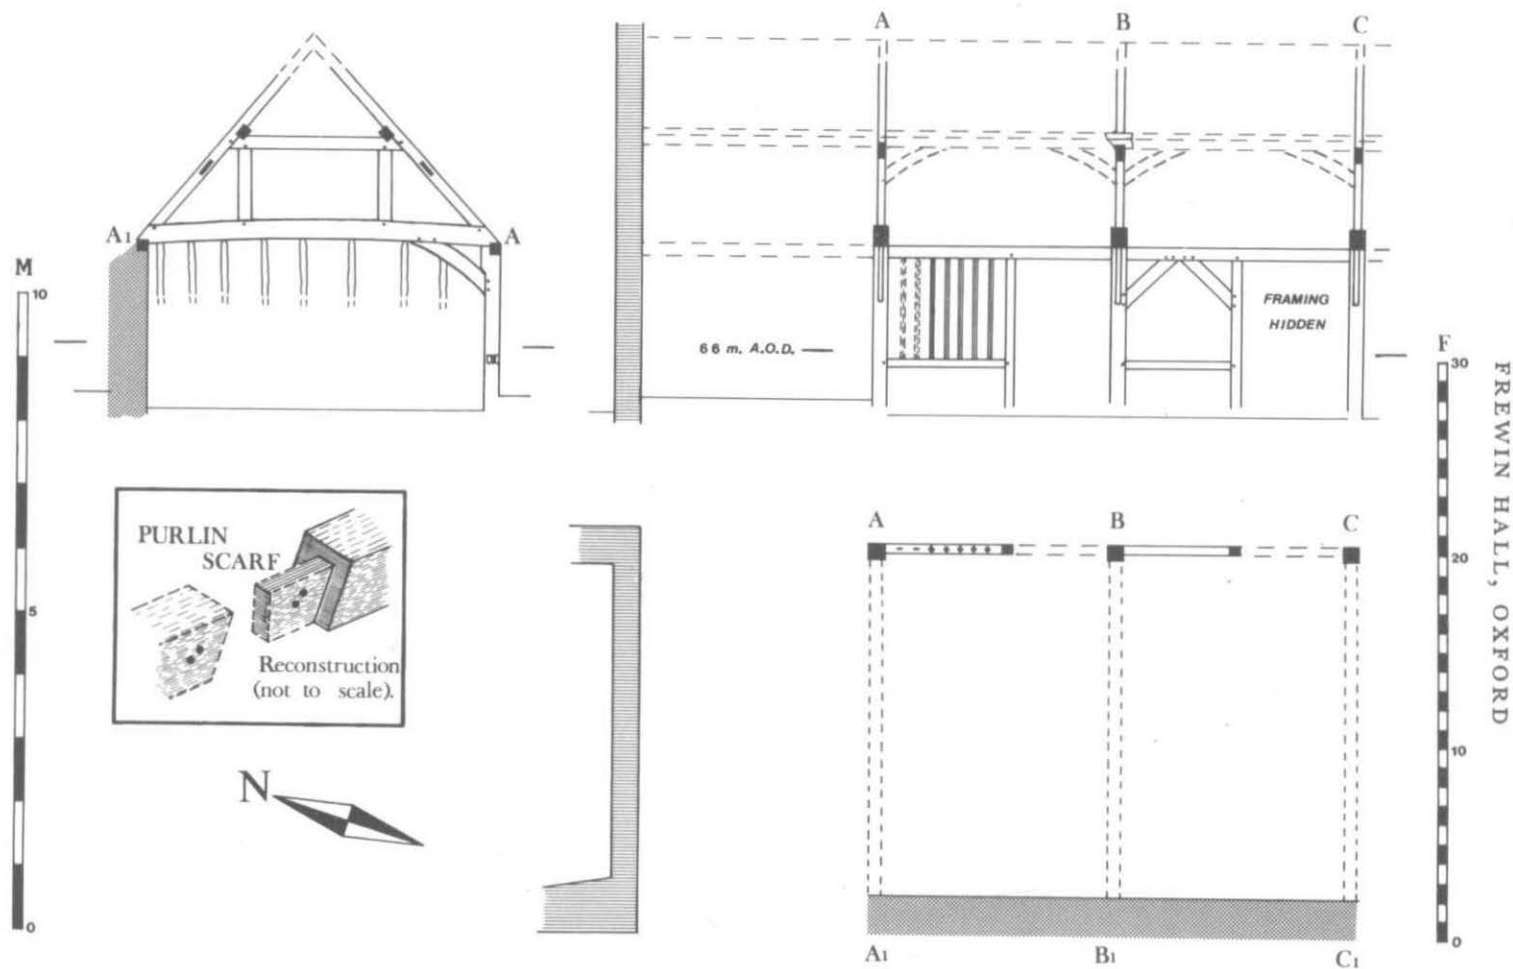 A
B
C
A1
A
M
10
5
0
66 m. A.O.D.
FRAMING
HIDDEN
F
30
20
10
0
FREWIN HALL, OXFORD
PURLIN
SCARF
Reconstruction
(not to scale).
N
A
B
C
A1
B1
C1